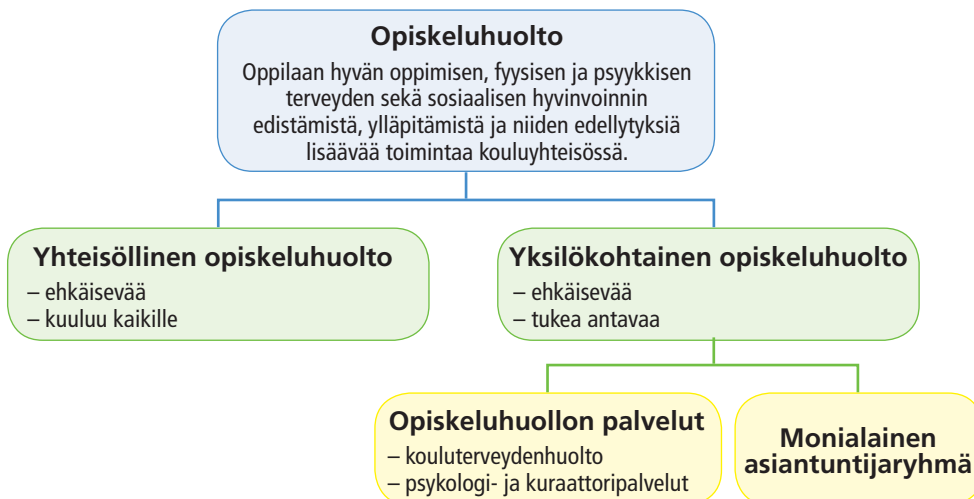 Opiskeluhuolto
Oppilaan hyvän oppimisen, fyysisen ja psyykkisen
terveyden sekä sosiaalisen hyvinvoinnin
edistämistä, ylläpitämistä ja niiden edellytyksiä
lisäävää toimintaa kouluyhteisössä.
Yhteisöllinen opiskeluhuolto
– ehkäisevää
– kuuluu kaikille
Yksilökohtainen opiskeluhuolto
– ehkäisevää
– tukea antavaa
Opiskeluhuollon palvelut
– kouluterveydenhuolto
– psykologi- ja kuraattoripalvelut
Monialainen
asiantuntijaryhmä